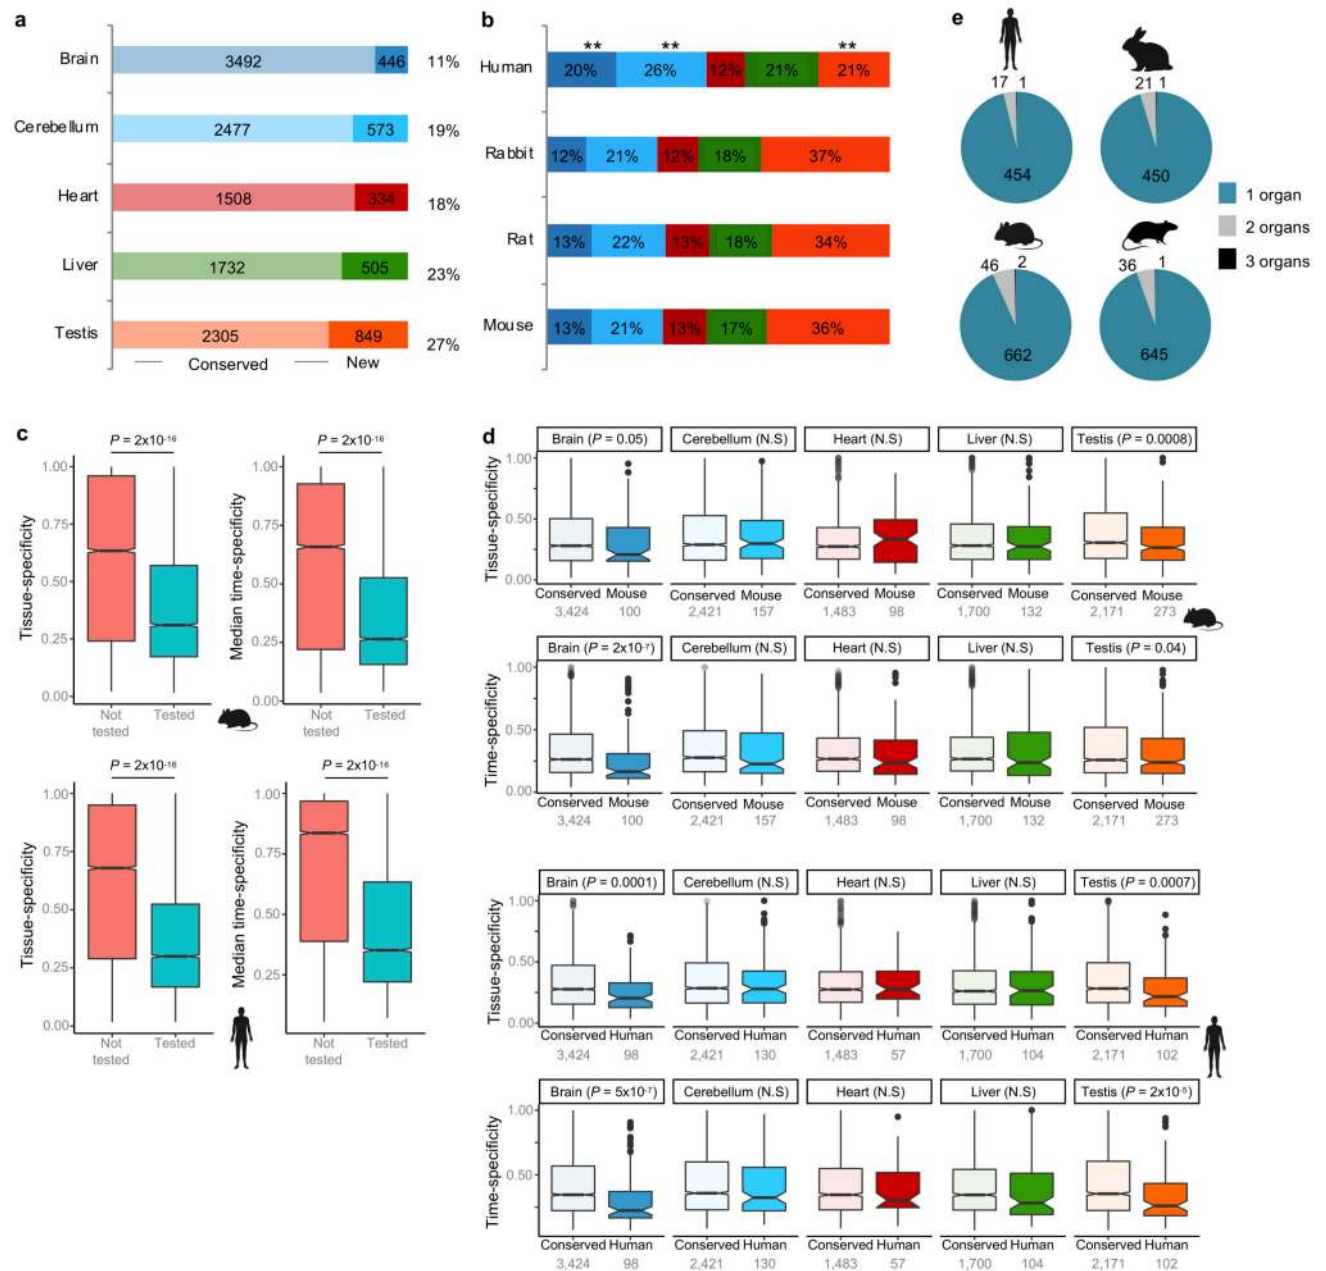 a
Brain 3492 446 11%
Cerebellum 2477 573 19%
Heart 1508 334 18%
Liver 1732 505 23%
Testis 2305 849 27%
Conserved New
b
** ** **
Human 20% 26% 12% 21% 21%
Rabbit 12% 21% 12% 18% 37%
Rat 13% 22% 13% 18% 34%
Mouse 13% 21% 13% 17% 36%
e
17 1 21 1
454 450
46 2 36 1
662 645
1 organ
2 organs
3 organs
c
P = 2x10-16 P = 2x10-16
Tissue-specificity
1.00
0.75
0.50
0.25
0.00
Not tested Tested
Median time-specificity
1.00
0.75
0.50
0.25
0.00
Not tested Tested
P = 2x10-16 P = 2x10-16
Tissue-specificity
1.00
0.75
0.50
0.25
0.00
Not tested Tested
Median time-specificity
1.00
0.75
0.50
0.25
Not tested Tested
d
Brain (P = 0.05) Cerebellum (N.S) Heart (N.S) Liver (N.S) Testis (P = 0.0008)
Tissue-specificity
1.00
0.50
0.00
Conserved Mouse Conserved Mouse Conserved Mouse Conserved Mouse Conserved Mouse
3,424 100 2,421 157 1,483 98 1,700 132 2,171 273
Brain (P = 2x10-7) Cerebellum (N.S) Heart (N.S) Liver (N.S) Testis (P = 0.04)
Time-specificity
1.00
0.50
0.00
Conserved Mouse Conserved Mouse Conserved Mouse Conserved Mouse Conserved Mouse
3,424 100 2,421 157 1,483 98 1,700 132 2,171 273
Brain (P = 0.0001) Cerebellum (N.S) Heart (N.S) Liver (N.S) Testis (P = 0.0007)
Tissue-specificity
1.00
0.50
0.00
Conserved Human Conserved Human Conserved Human Conserved Human Conserved Human
3,424 98 2,421 130 1,483 57 1,700 104 2,171 102
Brain (P = 5x10-7) Cerebellum (N.S) Heart (N.S) Liver (N.S) Testis (P = 2x10-5)
Time-specificity
1.00
0.50
Conserved Human Conserved Human Conserved Human Conserved Human Conserved Human
3,424 98 2,421 130 1,483 57 1,700 104 2,171 102